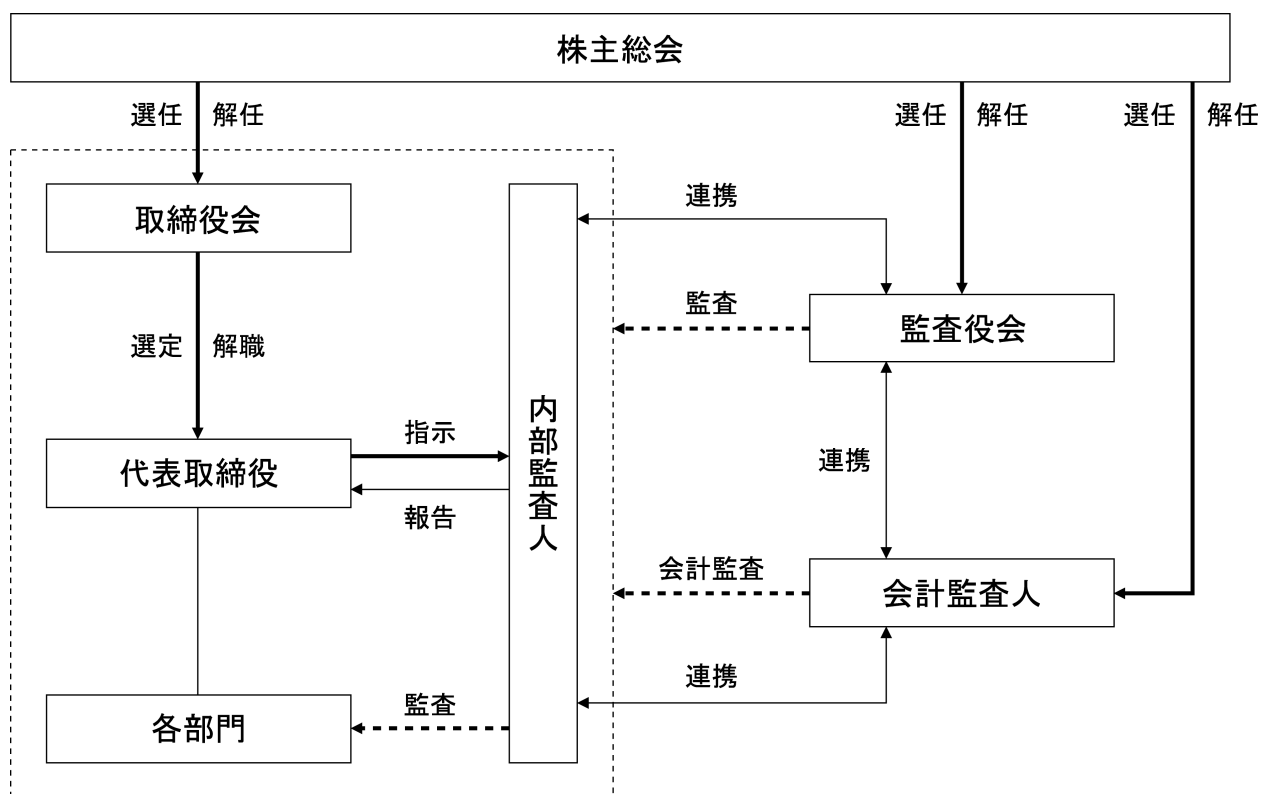 株主総会
選任 解任
選任 解任
選任 解任
取締役会
連携
監査
監査役会
選定 解職
内部監査人
指示
代表取締役
連携
報告
会計監査
会計監査人
連携
監査
各部門